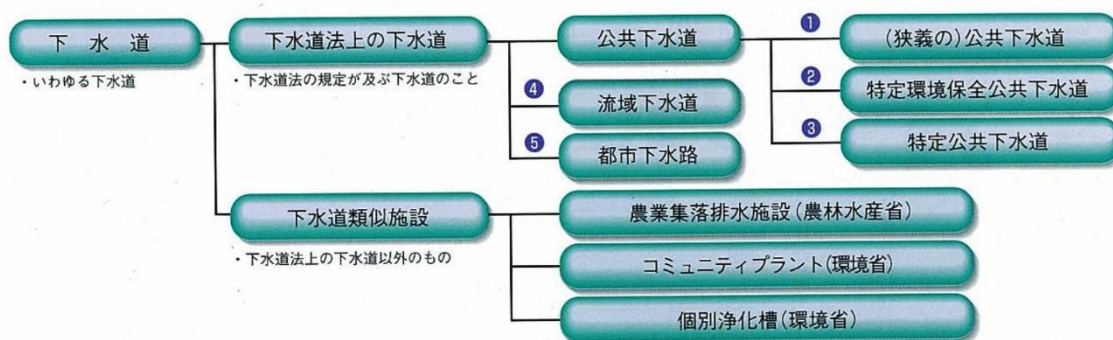 下水道
・いわゆる下水道
下水道法上の下水道
・下水道法の規定が及ぶ下水道のこと
公共下水道
❶
(狭義の)公共下水道
❷
特定環境保全公共下水道
❸
特定公共下水道
❹
流域下水道
❺
都市下水路
下水道類似施設
・下水道法上の下水道以外のもの
農業集落排水施設(農林水産省)
コミュニティプラント(環境省)
個別浄化槽(環境省)